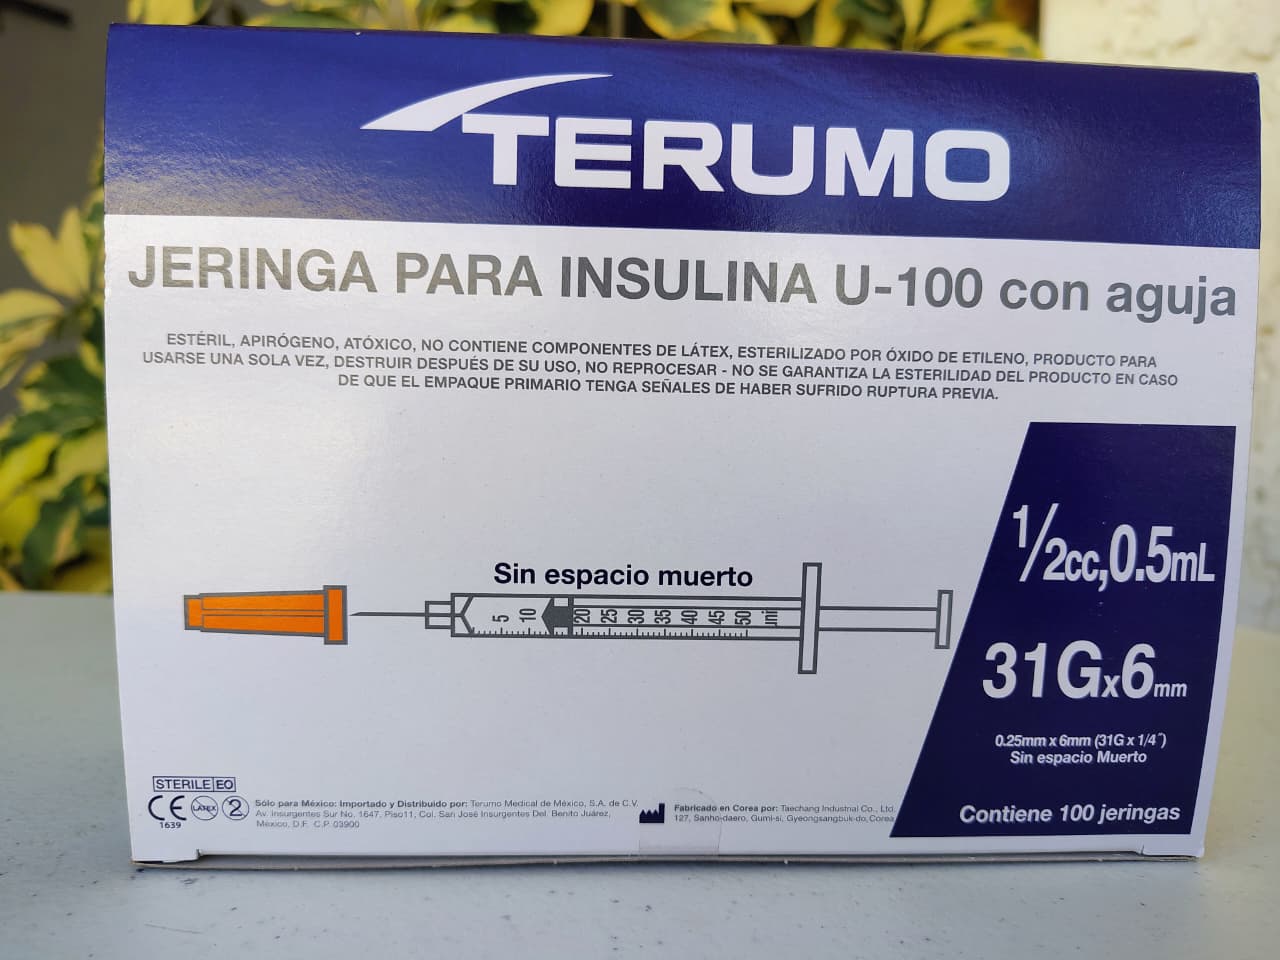 TERUMO
JERINGA PARA INSULINA U-100 con aguja
ESTÉRIL, APIRÓGENO, ATÓXICO, NO CONTIENE COMPONENTES DE LÁTEX, ESTERILIZADO POR ÓXIDO DE ETILENO, PRODUCTO PARA
USARSE UNA SOLA VEZ, DESTRUIR DESPUÉS DE SU USO, NO REPROCESAR - NO SE GARANTIZA LA ESTERILIDAD DEL PRODUCTO EN CASO
DE QUE EL EMPAQUE PRIMARIO TENGA SEÑALES DE HABER SUFRIDO RUPTURA PREVIA.
Sin espacio muerto
5 10 20 25 30 35 40 45 50 uni
1/2cc,0.5mL
31Gx6mm
0.25mm x 6mm (31G x 1/4")
Sin espacio Muerto
Contiene 100 jeringas
STERILE EO
CE LATEX 2
1639
Sólo para México: Importado y Distribuido por: Terumo Medical de México, S.A. de C.V.
Av. Insurgentes Sur No. 1647, Piso11, Col. San José Insurgentes Del. Benito Juárez,
México, D.F. C.P. 03900
Fabricado en Corea por: Taechang Industrial Co., Ltd.
127, Sanho-daero, Gumi-si, Gyeongsangbuk-do, Corea